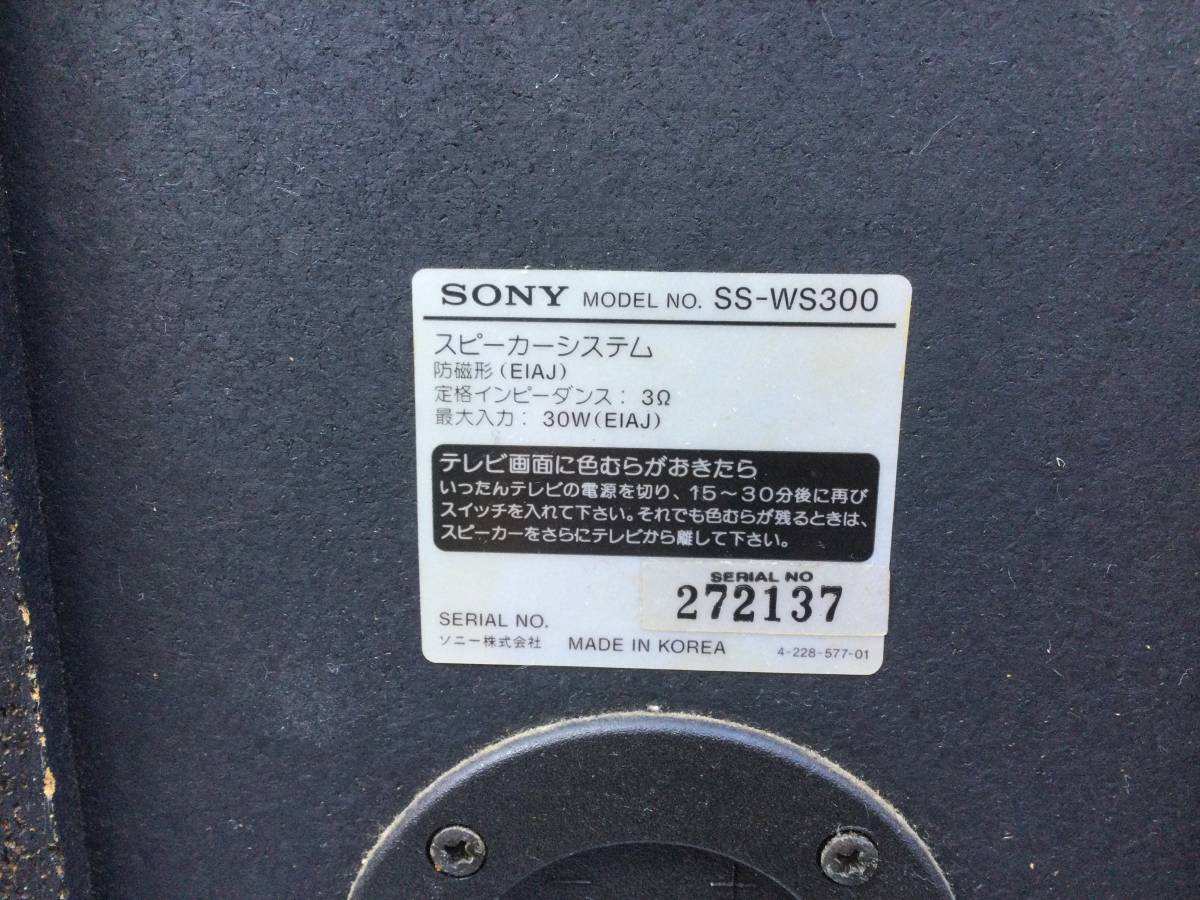 SONY MODEL NO. SS-WS300
スピーカーシステム
防磁形(EIAJ)
定格インピーダンス: 3Ω
最大入力: 30W(EIAJ)
テレビ画面に色むらがおきたら
いったんテレビの電源を切り、15～30分後に再び
スイッチを入れて下さい。それでも色むらが残るときは、
スピーカーをさらにテレビから離して下さい。
SERIAL NO
272137
SERIAL NO.
ソニー株式会社 MADE IN KOREA 4-228-577-01